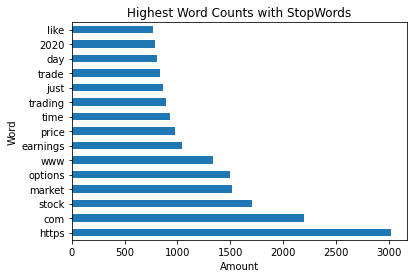 Highest Word Counts with StopWords
like
2020
day
trade
just
trading
time
price
earnings
www
options
market
stock
com
https
Word
0 500 1000 1500 2000 2500 3000
Amount